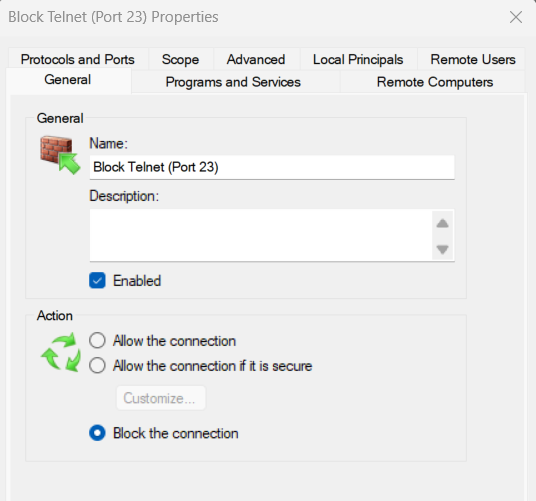 Block Telnet (Port 23) Properties
Protocols and Ports Scope Advanced Local Principals Remote Users
General Programs and Services Remote Computers
General
Name:
Block Telnet (Port 23)
Description:
Enabled
Action
Allow the connection
Allow the connection if it is secure
Customize...
Block the connection